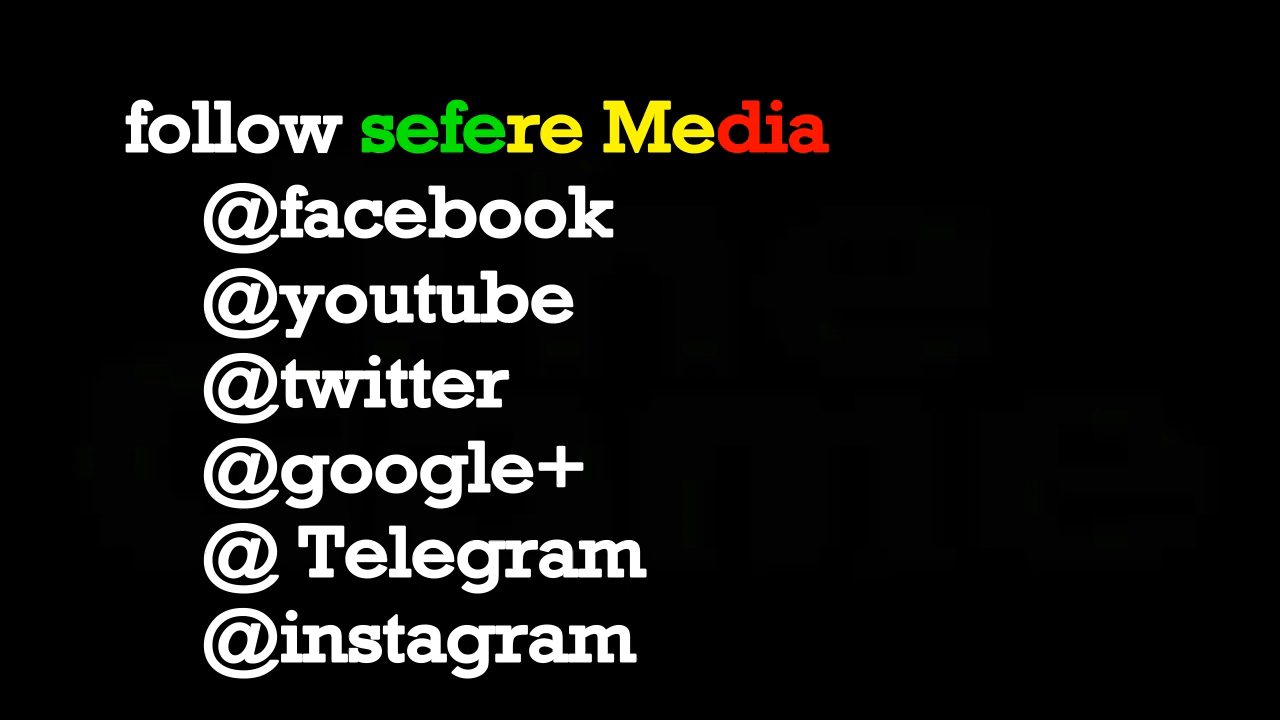 follow sefere Media
@facebook
@youtube
@twitter
@google+
@ Telegram
@instagram